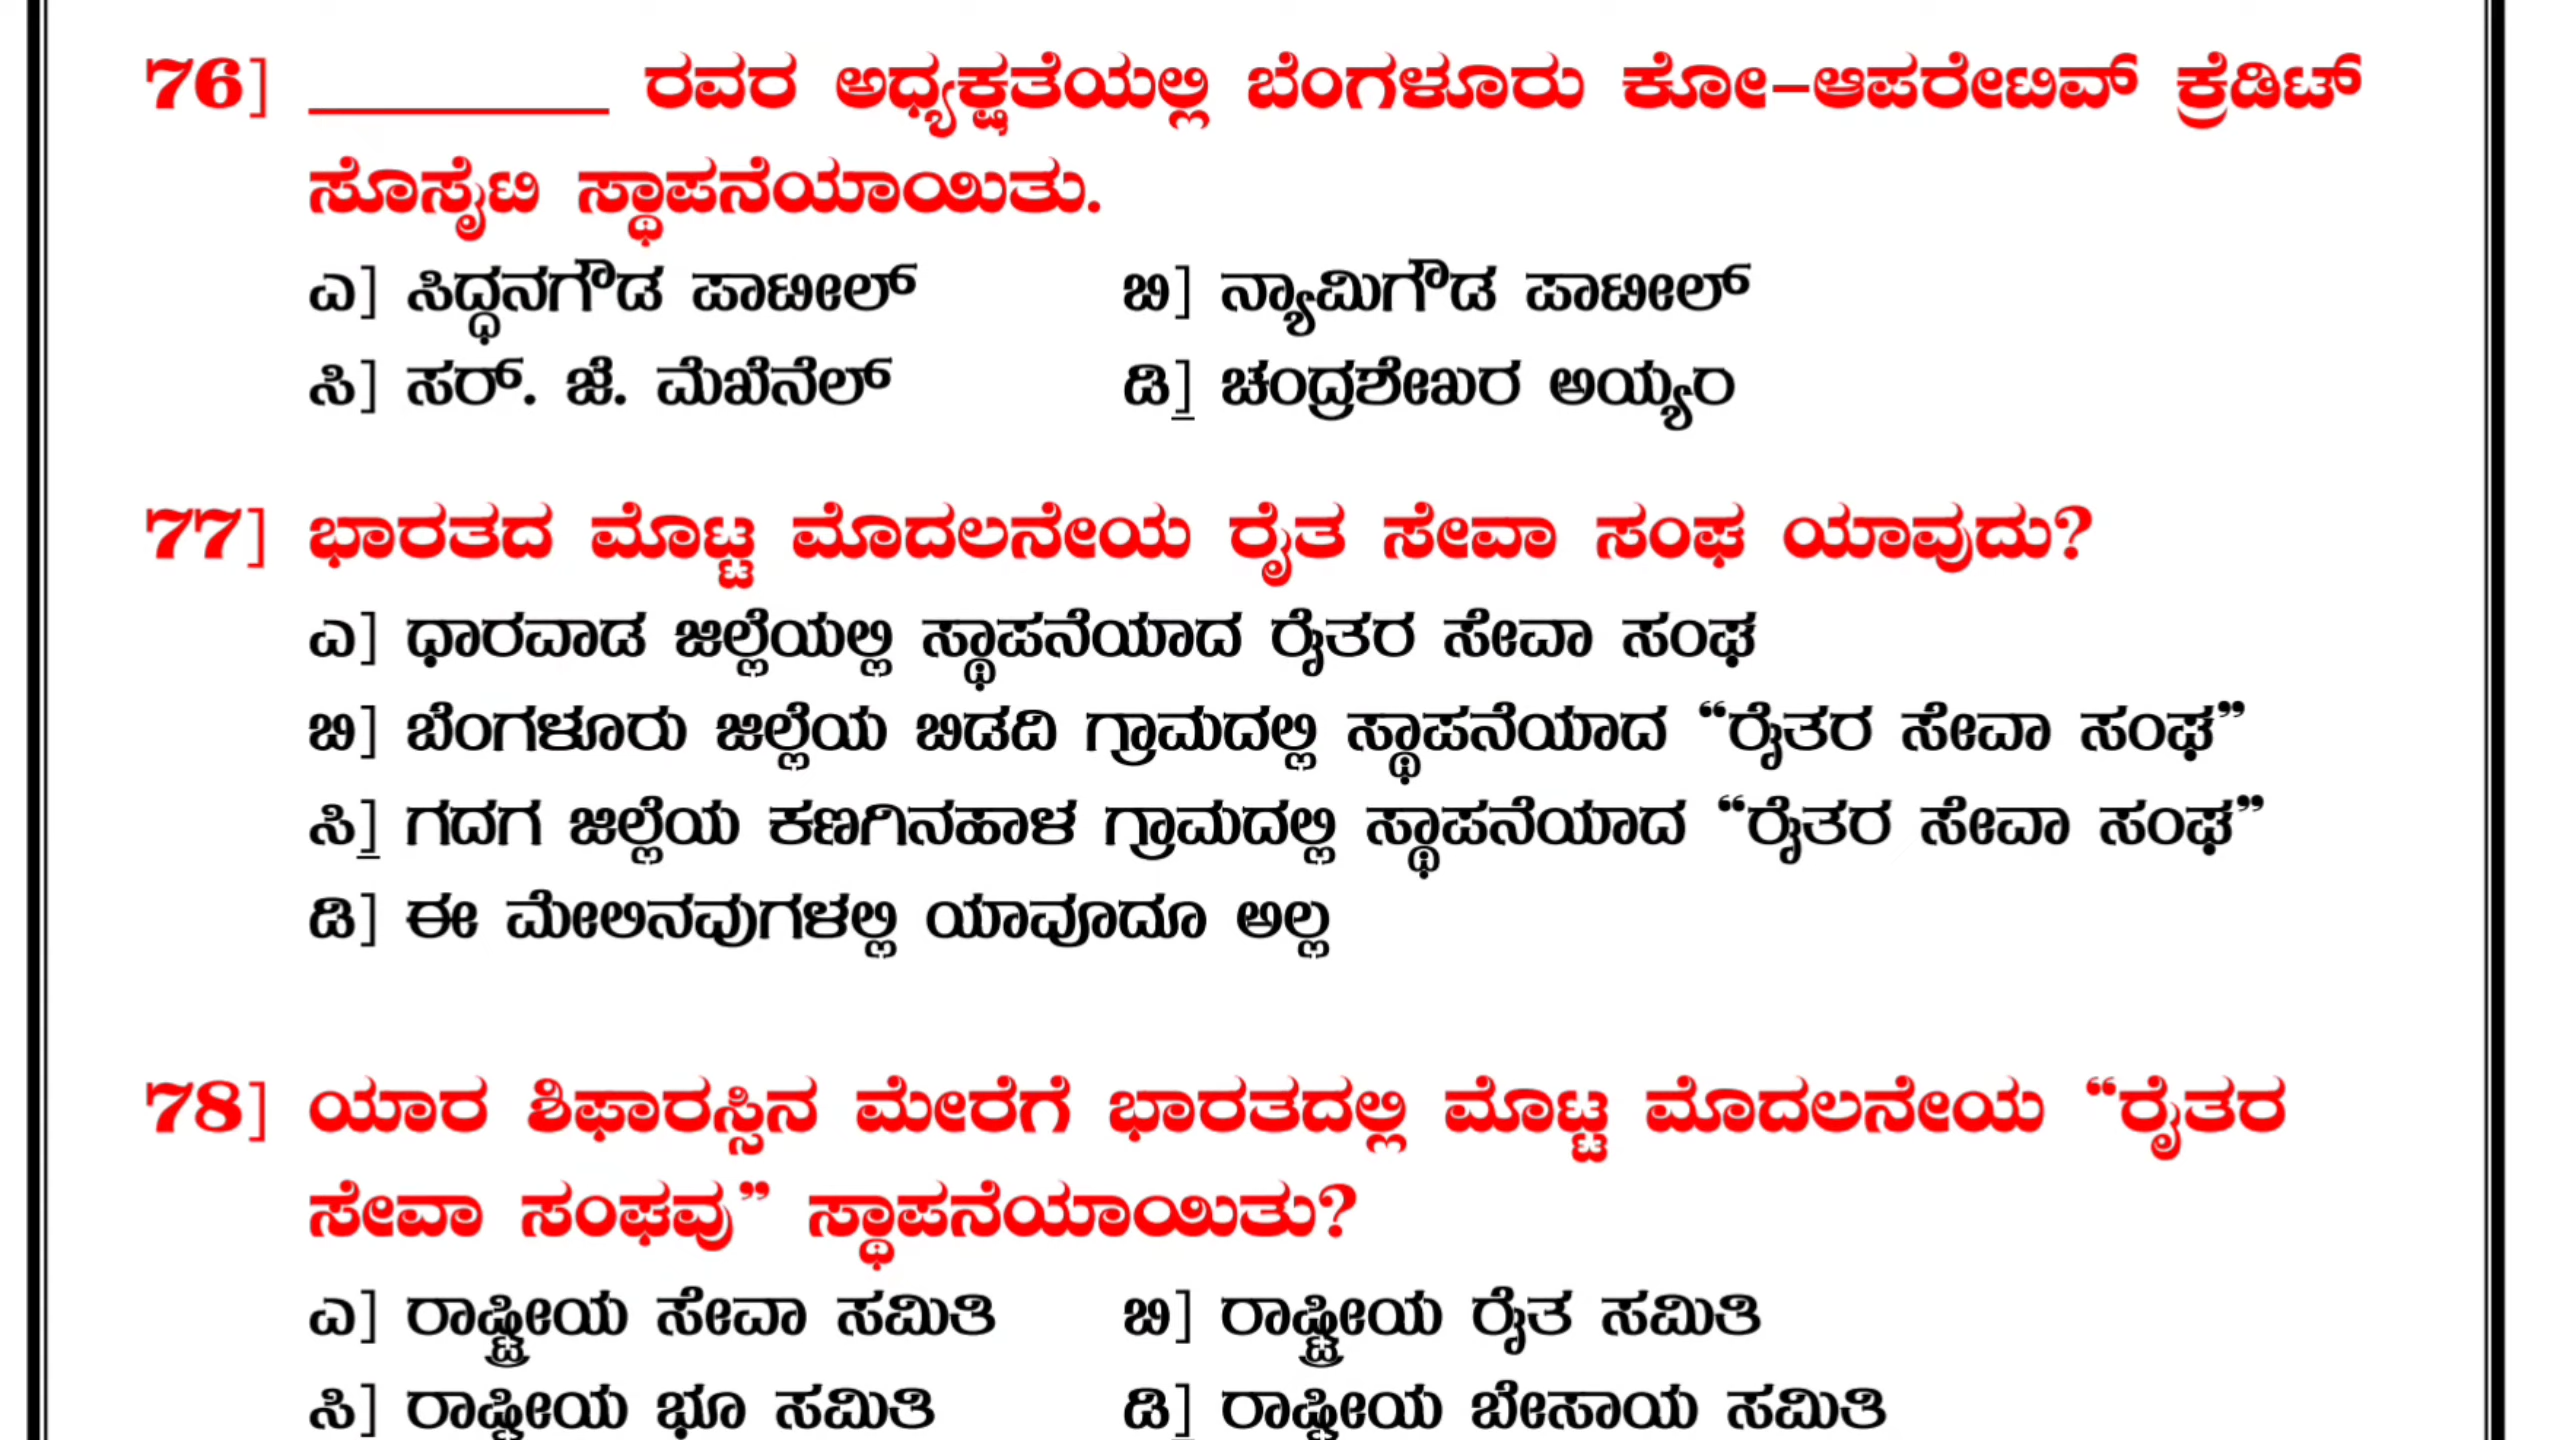 76] ________ ರವರ ಅಧ್ಯಕ್ಷತೆಯಲ್ಲಿ ಬೆಂಗಳೂರು ಕೋ-ಆಪರೇಟಿವ್ ಕ್ರೆಡಿಟ್
ಸೊಸೈಟಿ ಸ್ಥಾಪನೆಯಾಯಿತು.
ಎ] ಸಿದ್ಧನಗೌಡ ಪಾಟೀಲ್ ಬಿ] ನ್ಯಾಮಿಗೌಡ ಪಾಟೀಲ್
ಸಿ] ಸರ್. ಜೆ. ಮೆಖೆನೆಲ್ ಡಿ] ಚಂದ್ರಶೇಖರ ಅಯ್ಯರ
77] ಭಾರತದ ಮೊಟ್ಟ ಮೊದಲನೇಯ ರೈತ ಸೇವಾ ಸಂಘ ಯಾವುದು?
ಎ] ಧಾರವಾಡ ಜಿಲ್ಲೆಯಲ್ಲಿ ಸ್ಥಾಪನೆಯಾದ ರೈತರ ಸೇವಾ ಸಂಘ
ಬಿ] ಬೆಂಗಳೂರು ಜಿಲ್ಲೆಯ ಬಿಡದಿ ಗ್ರಾಮದಲ್ಲಿ ಸ್ಥಾಪನೆಯಾದ “ರೈತರ ಸೇವಾ ಸಂಘ”
ಸಿ] ಗದಗ ಜಿಲ್ಲೆಯ ಕಣಗಿನಹಾಳ ಗ್ರಾಮದಲ್ಲಿ ಸ್ಥಾಪನೆಯಾದ “ರೈತರ ಸೇವಾ ಸಂಘ”
ಡಿ] ಈ ಮೇಲಿನವುಗಳಲ್ಲಿ ಯಾವೂದೂ ಅಲ್ಲ
78] ಯಾರ ಶಿಫಾರಸ್ಸಿನ ಮೇರೆಗೆ ಭಾರತದಲ್ಲಿ ಮೊಟ್ಟ ಮೊದಲನೇಯ “ರೈತರ
ಸೇವಾ ಸಂಘವು” ಸ್ಥಾಪನೆಯಾಯಿತು?
ಎ] ರಾಷ್ಟ್ರೀಯ ಸೇವಾ ಸಮಿತಿ ಬಿ] ರಾಷ್ಟ್ರೀಯ ರೈತ ಸಮಿತಿ
ಸಿ] ರಾಷ್ಟ್ರೀಯ ಭೂ ಸಮಿತಿ ಡಿ] ರಾಷ್ಟ್ರೀಯ ಬೇಸಾಯ ಸಮಿತಿ